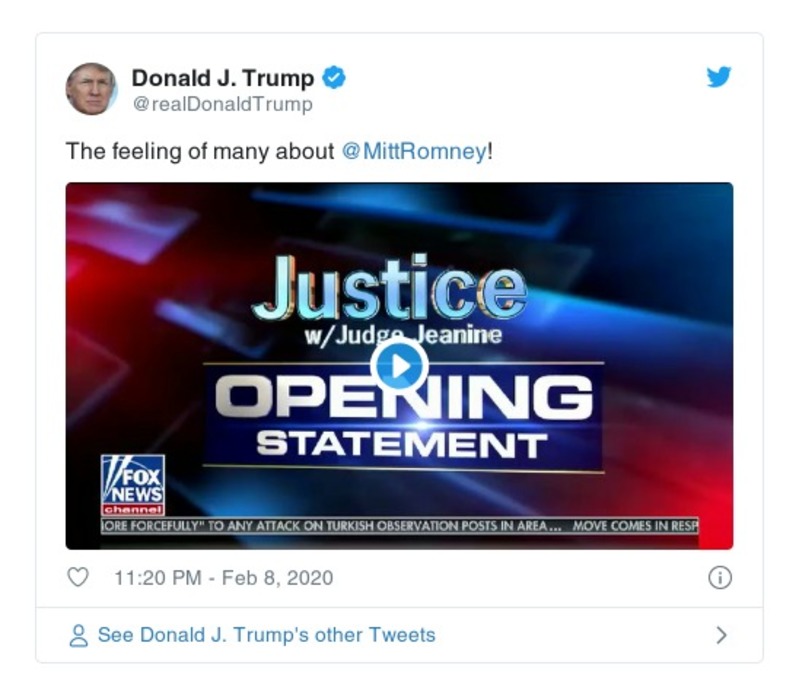 Donald J. Trump
@realDonaldTrump
The feeling of many about @MittRomney!
Justice
w/Judge Jeanine
OPENING
STATEMENT
FOX
NEWS
channel
ORE FORCEFULLY" TO ANY ATTACK ON TURKISH OBSERVATION POSTS IN AREA... MOVE COMES IN RESP
11:20 PM - Feb 8, 2020
See Donald J. Trump's other Tweets